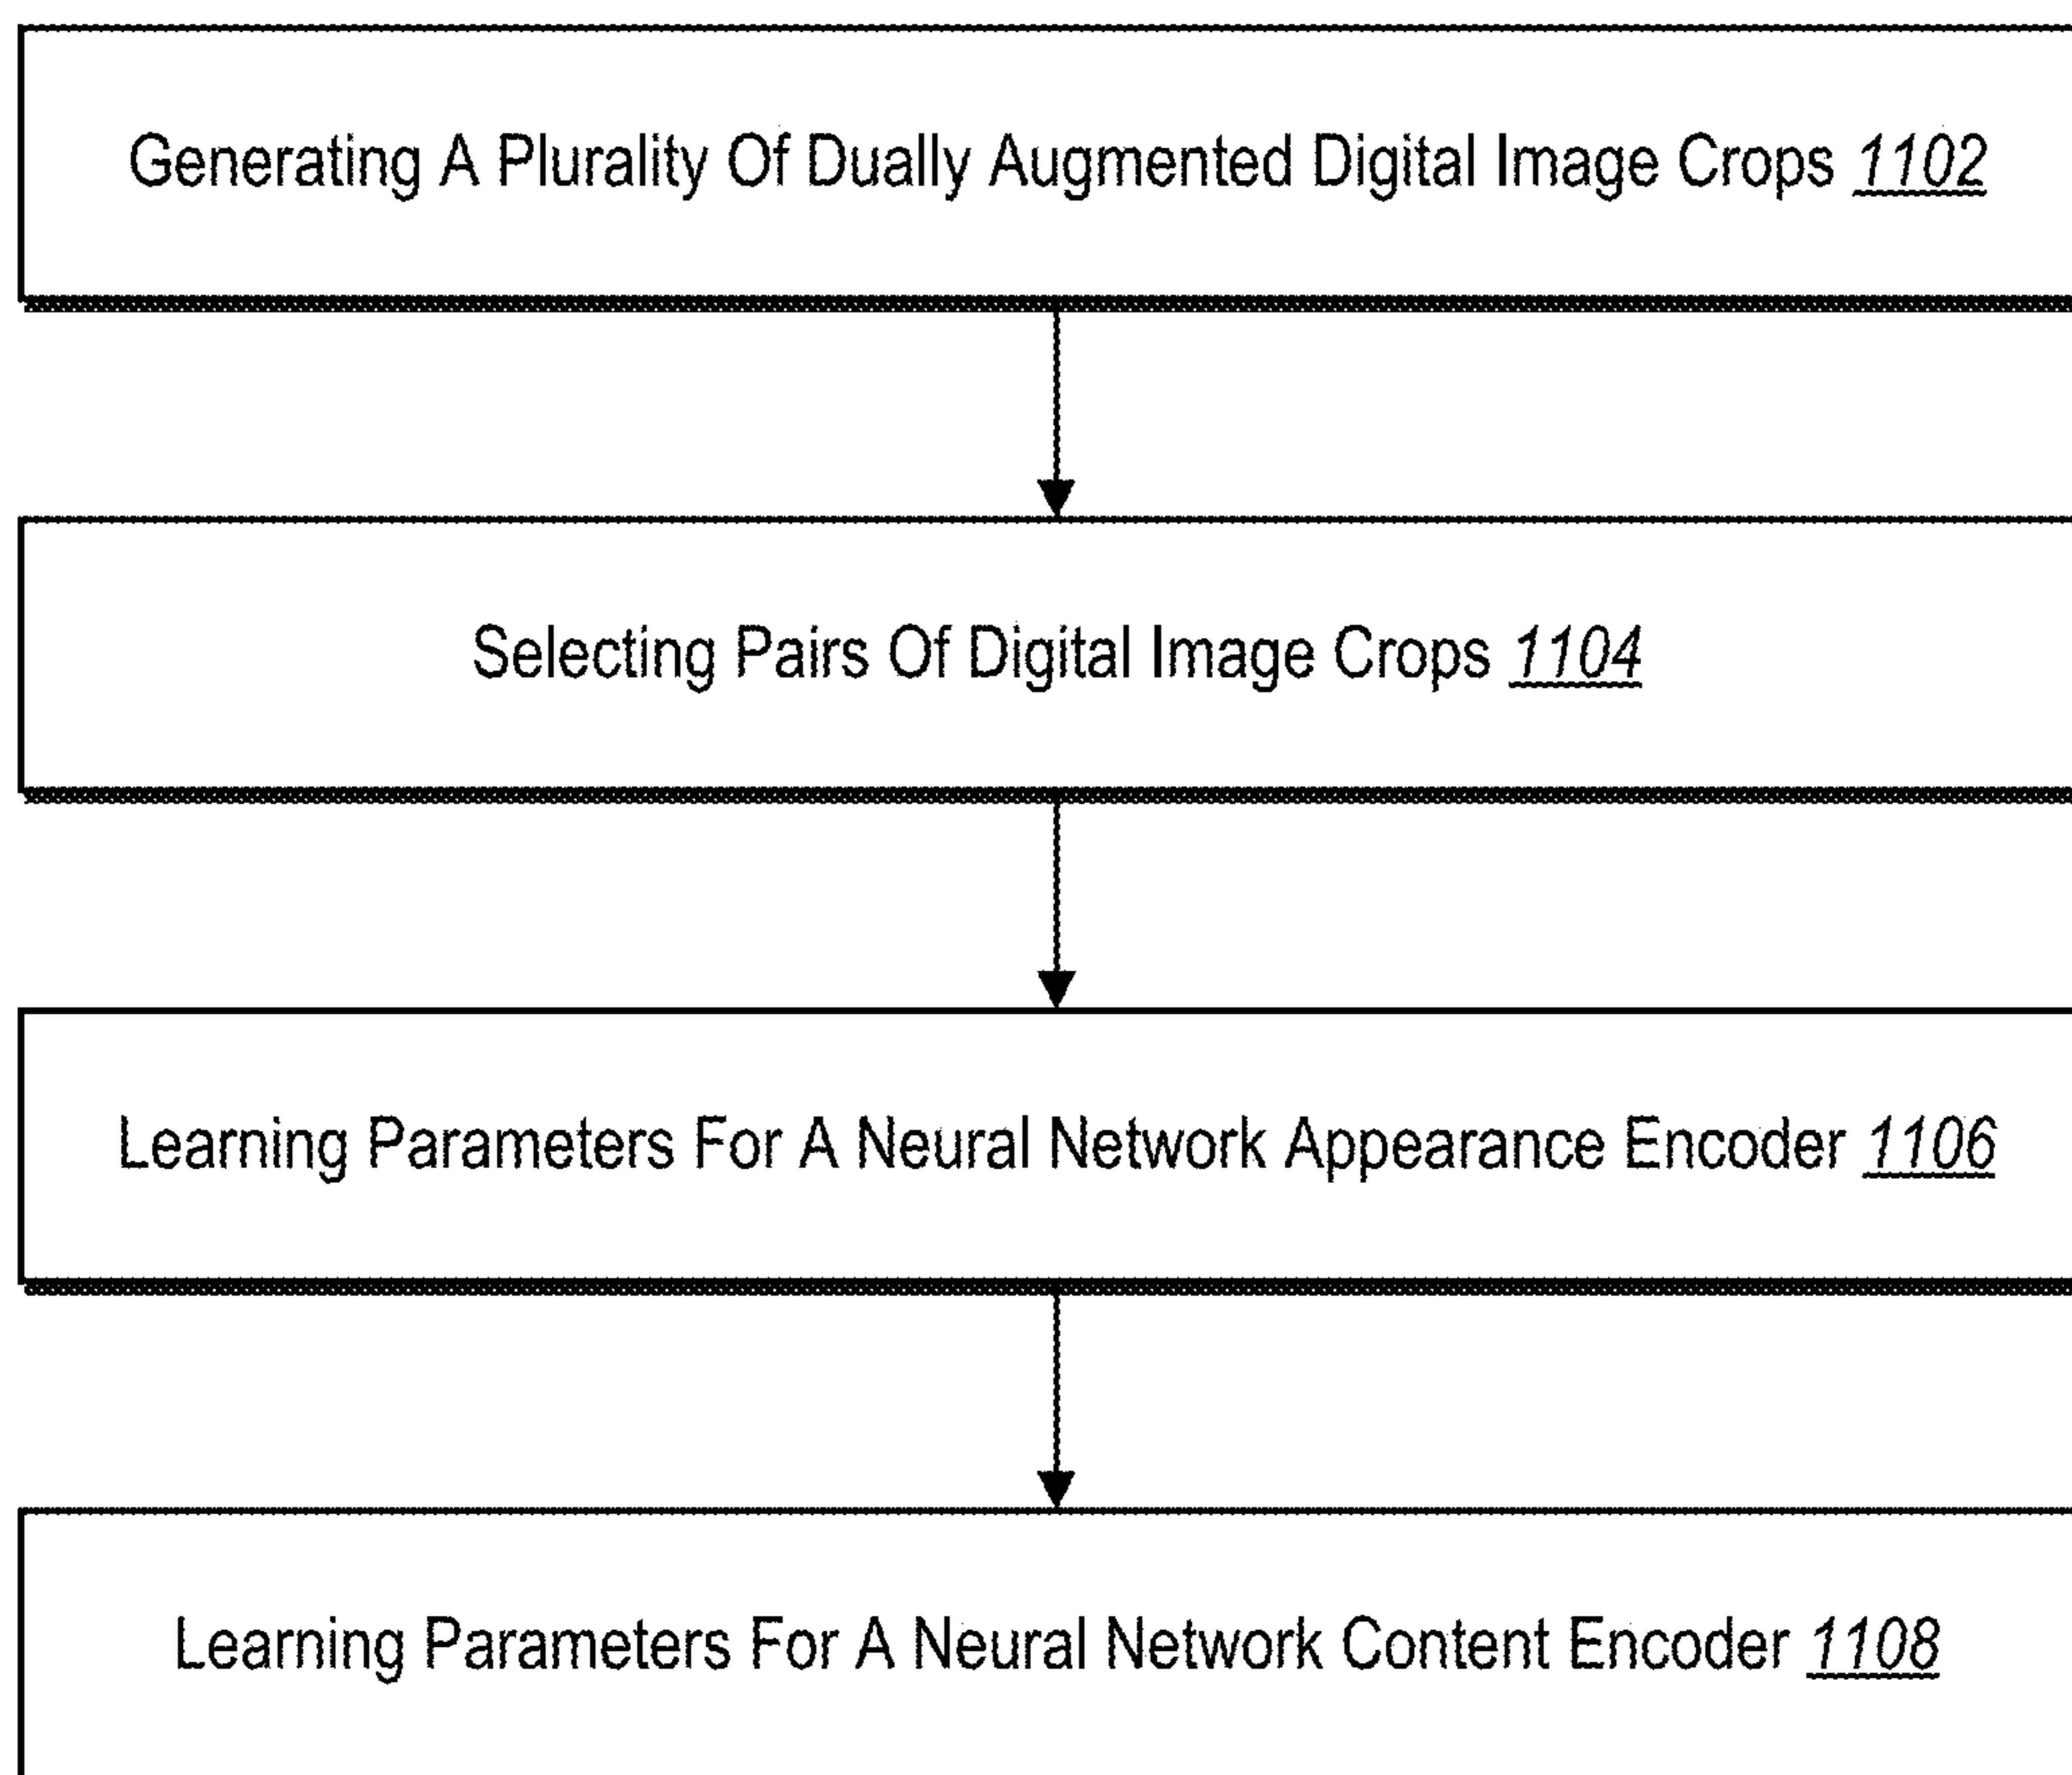 Generating A Plurality Of Dually Augmented Digital Image Crops 1102
Selecting Pairs Of Digital Image Crops 1104
Learning Parameters For A Neural Network Appearance Encoder 1106
Learning Parameters For A Neural Network Content Encoder 1108